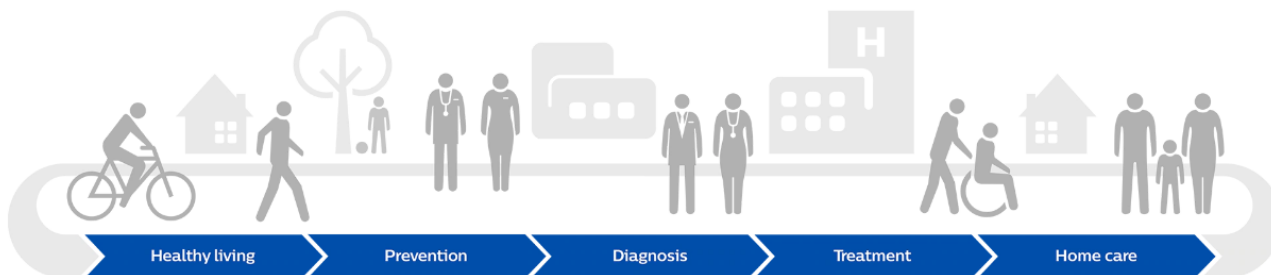 H
Healthy living
Prevention
Diagnosis
Treatment
Home care